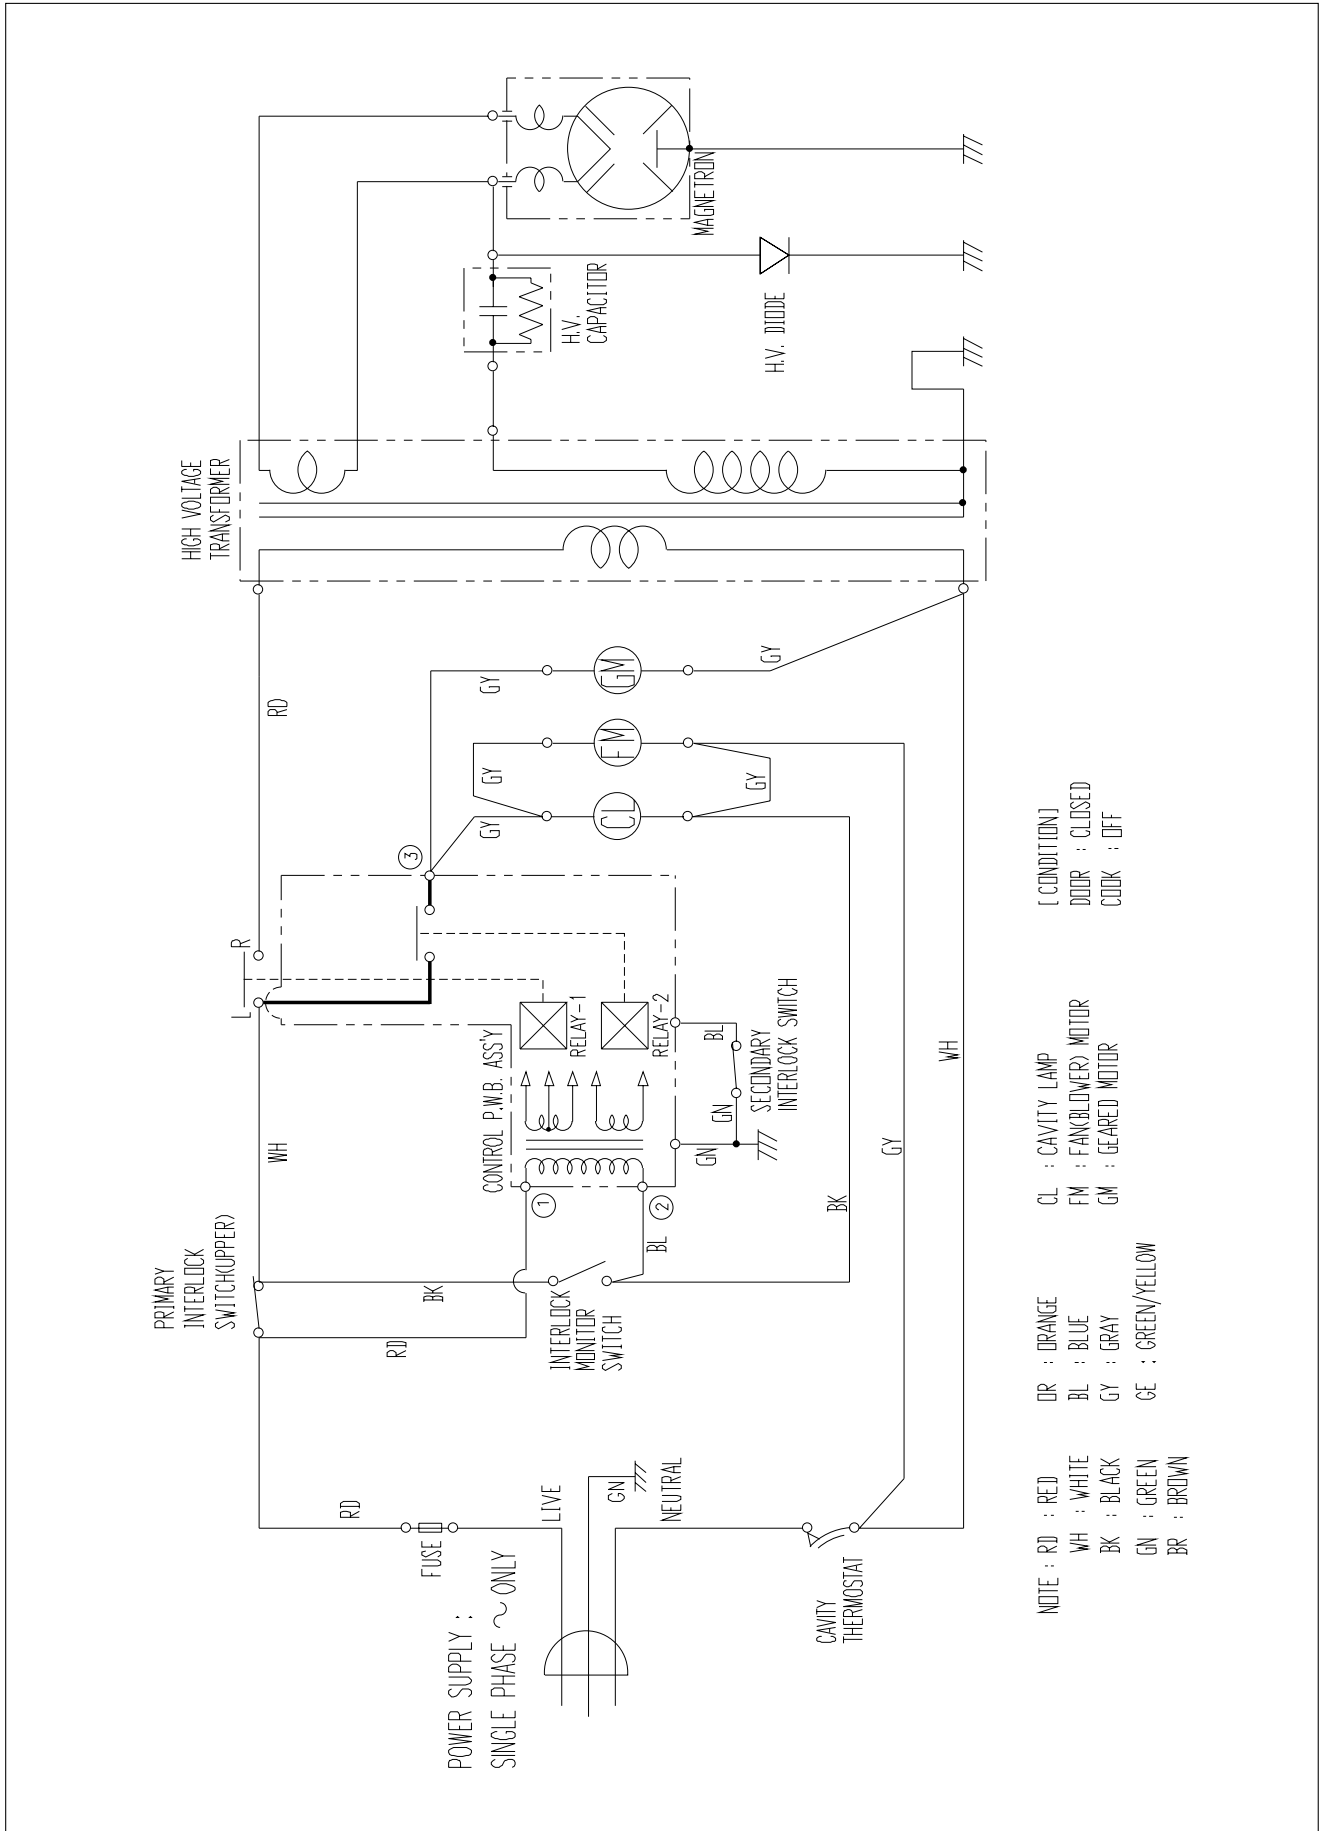 HIGH VOLTAGE
TRANSFORMER
MAGNETRON
H.V.
CAPACITOR
H.V. DIODE
RD
GY
GM
GY
GY
FM
GY
GY
CL
3
L
R
WH
CONTROL P.W.B. ASS'Y
RELAY-1
RELAY-2
1
2
BL
GN
GN
SECONDARY
INTERLOCK SWITCH
PRIMARY
INTERLOCK
SWITCH(UPPER)
BK
RD
INTERLOCK
MONITOR
SWITCH
BL
BK
GY
WH
RD
FUSE
LIVE
GN
NEUTRAL
POWER SUPPLY :
SINGLE PHASE ~ ONLY
CAVITY
THERMOSTAT
NOTE : RD : RED
WH : WHITE
BK : BLACK
GN : GREEN
BR : BROWN
OR : ORANGE
BL : BLUE
GY : GRAY
GE : GREEN/YELLOW
CL : CAVITY LAMP
FM : FAN(BLOWER) MOTOR
GM : GEARED MOTOR
[CONDITION]
DOOR : CLOSED
COOK : OFF